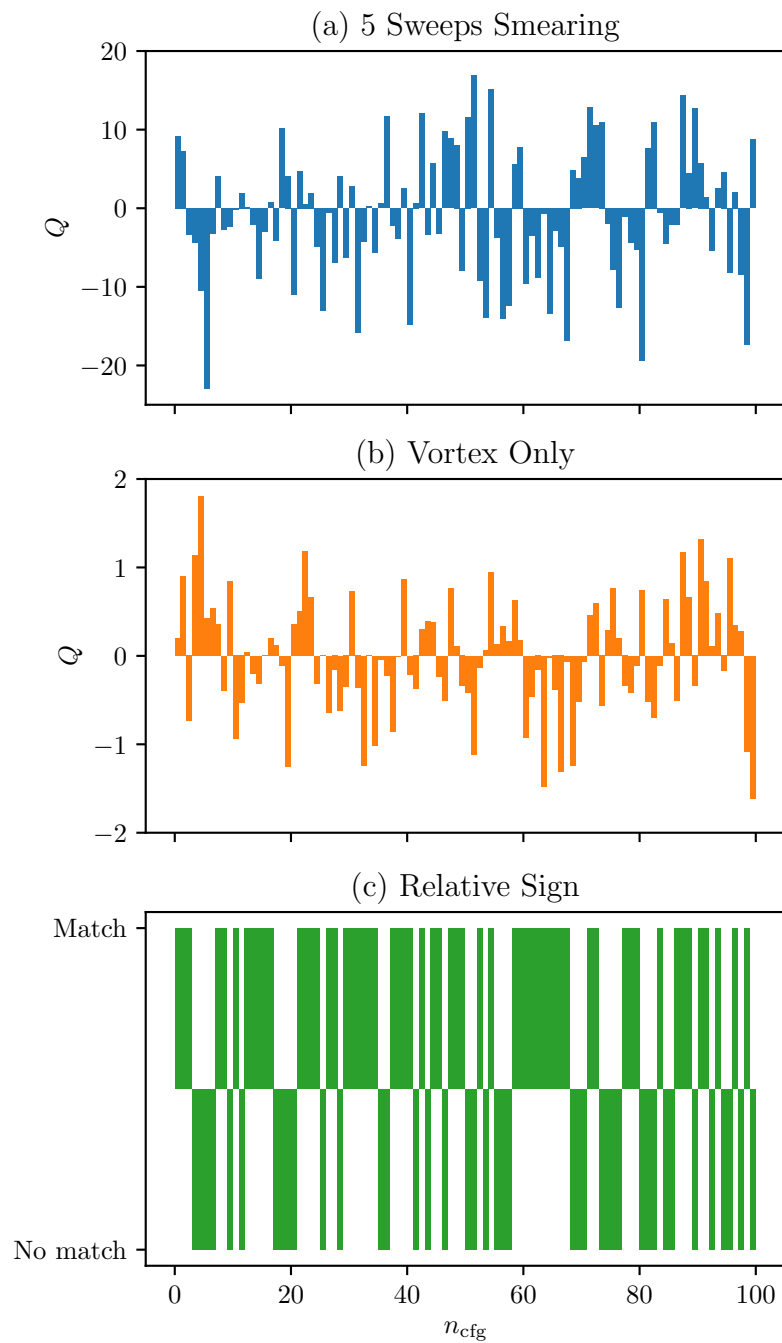 (a) 5 Sweeps Smearing
20
10
0
−10
−20
Q
(b) Vortex Only
2
1
0
−1
−2
Q
(c) Relative Sign
Match
No match
0 20 40 60 80 100
n_cfg